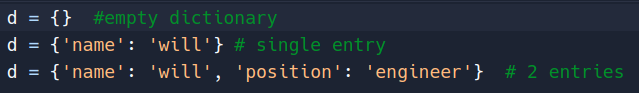 d = {}  #empty dictionary
d = {'name': 'will'} # single entry
d = {'name': 'will', 'position': 'engineer'}  # 2 entries